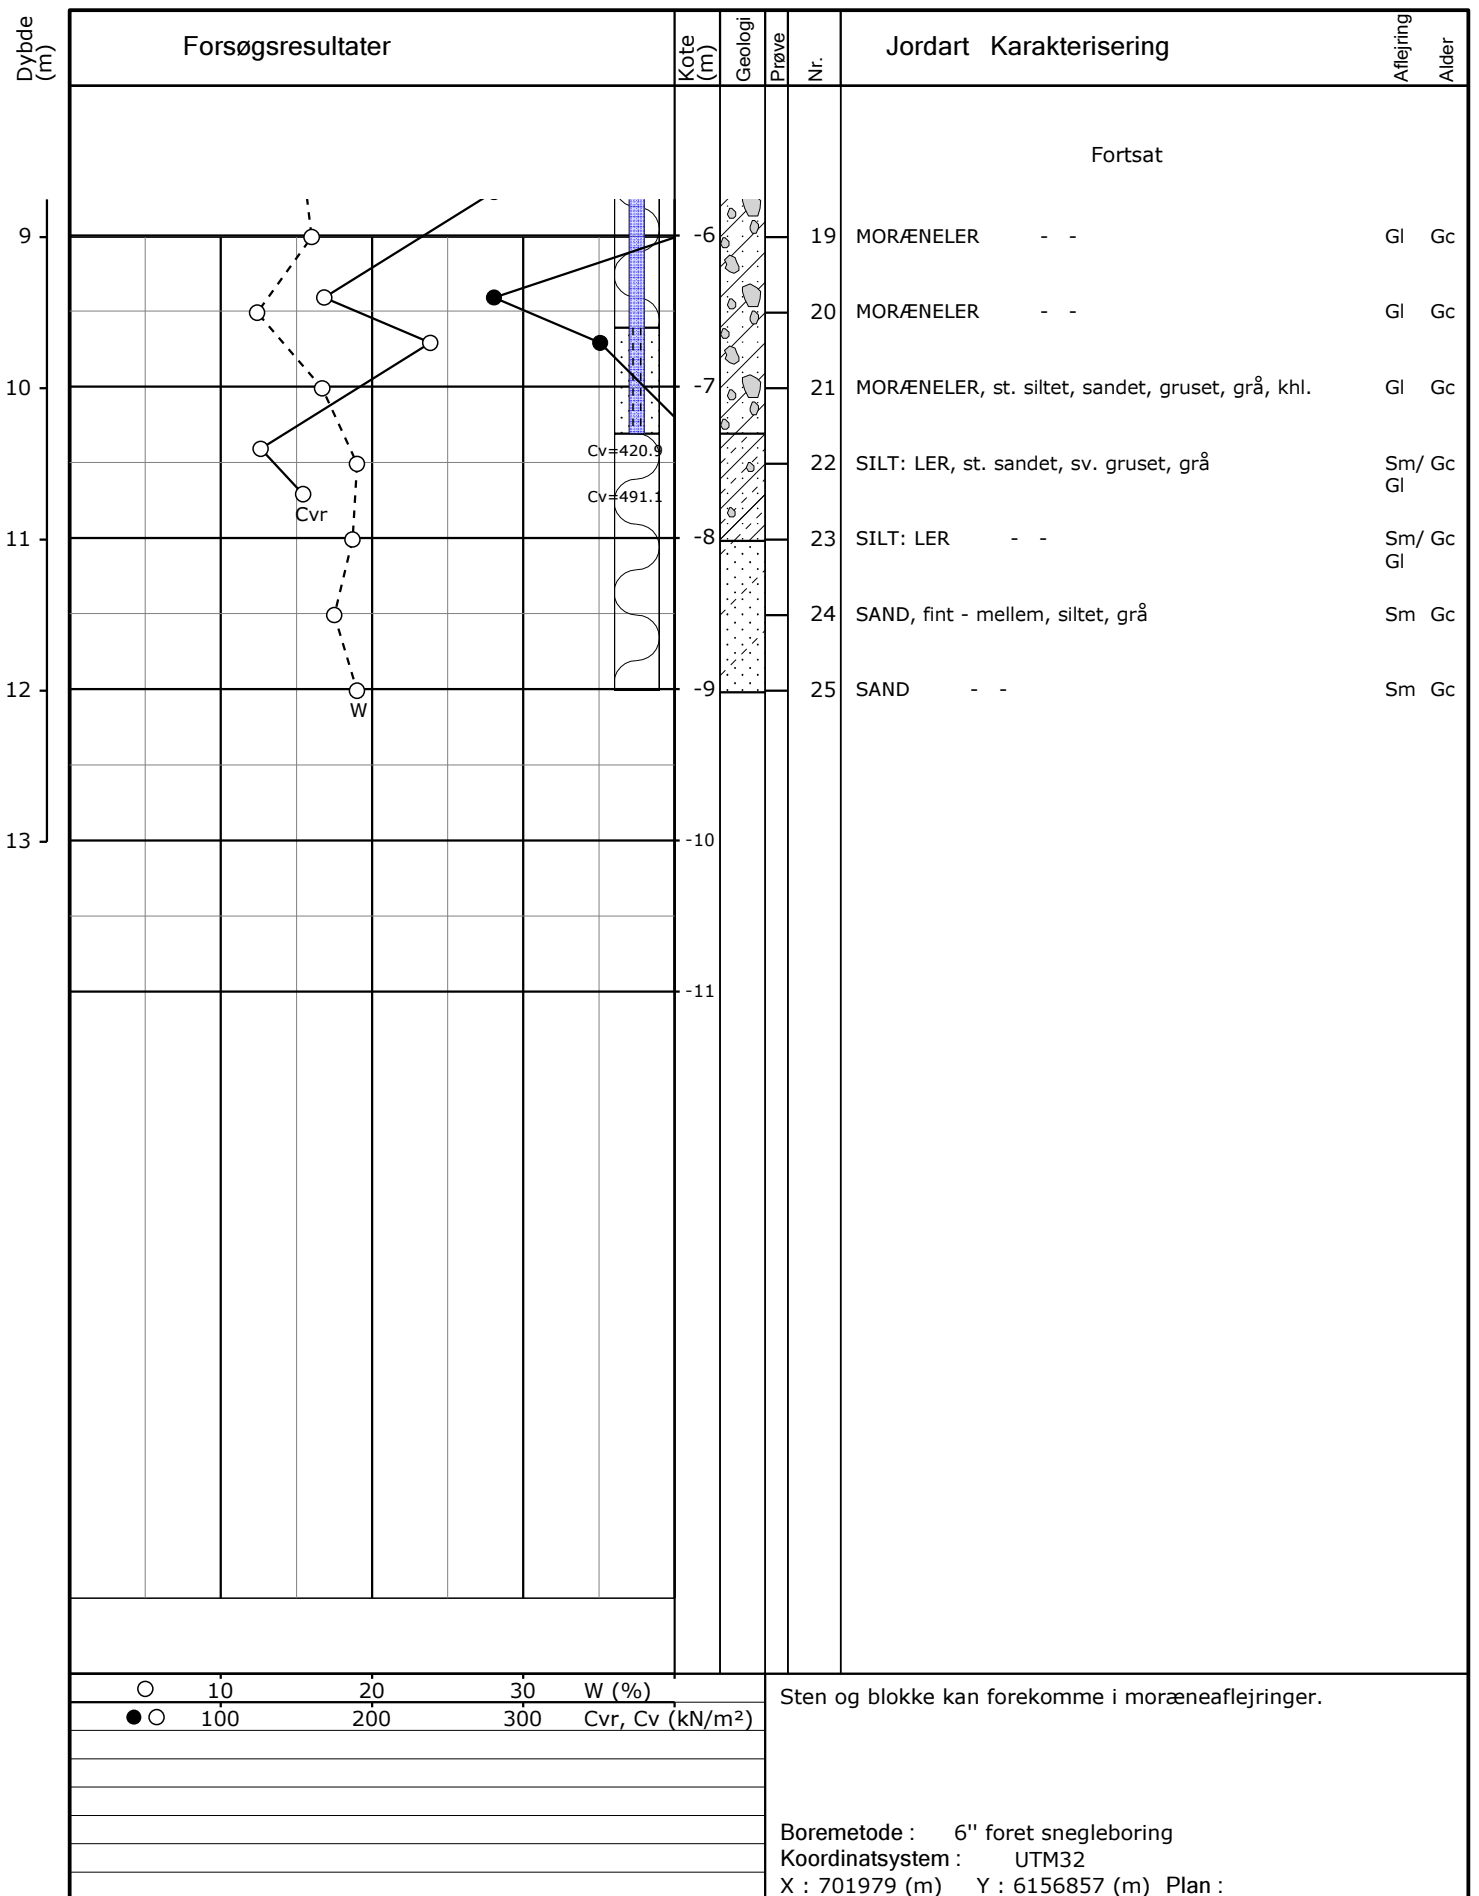 Dybde (m) Forsøgsresultater Kote (m) Geologi Prøve Nr. Jordart Karakterisering Aflejring Alder
Fortsat
9 -6 19 MORÆNELER - - Gl Gc
20 MORÆNELER - - Gl Gc
10 -7 21 MORÆNELER, st. siltet, sandet, gruset, grå, khl. Gl Gc
Cv=420.9
22 SILT: LER, st. sandet, sv. gruset, grå Sm/ Gc
Gl
Cv=491.1
Cvr
11 -8 23 SILT: LER - - Sm/ Gc
Gl
24 SAND, fint - mellem, siltet, grå Sm Gc
12 -9 25 SAND - - Sm Gc
W
13 -10
-11
10 20 30 W (%)
100 200 300 Cvr, Cv (kN/m²)
Sten og blokke kan forekomme i moræneaflejringer.
Boremetode : 6'' foret snegleboring
Koordinatsystem : UTM32
X : 701979 (m) Y : 6156857 (m) Plan :